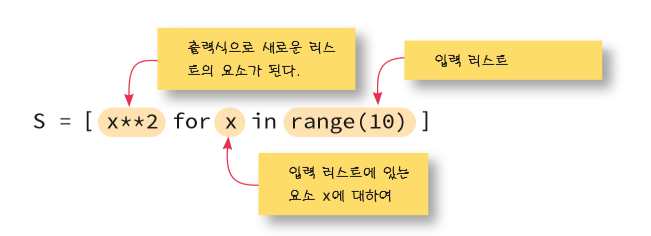 출력식으로 새로운 리스
트의 요소가 된다.
입력 리스트
S = [ x**2 for x in range(10) ]
입력 리스트에 있는
요소 x에 대하여